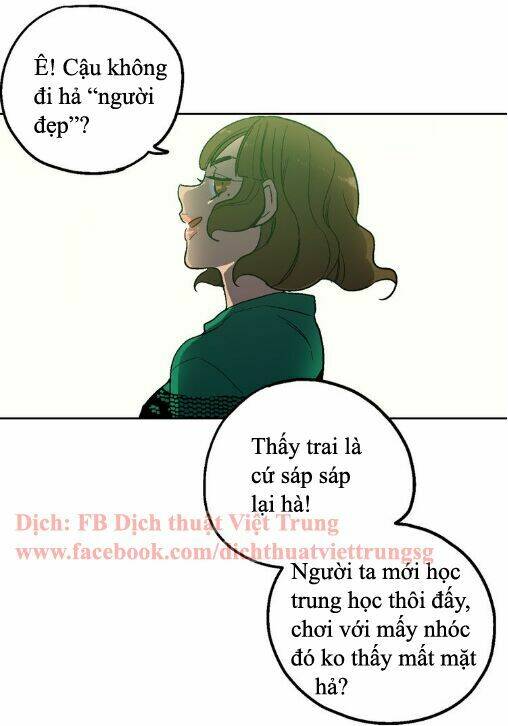 Ê! Cậu không
đi hả “người
đẹp”?
Thấy trai là
cứ sáp sáp
lại hà!
Dịch: FB Dịch thuật Việt Trung
www.facebook.com/dichthuatviettrungsg
Người ta mới học
trung học thôi đấy,
chơi với mấy nhóc
đó ko thấy mất mặt
hả?